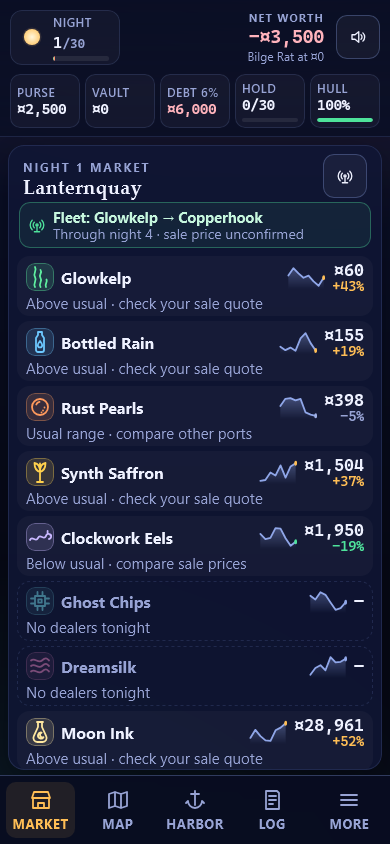 NIGHT
1/30
NET WORTH
−¤3,500
Bilge Rat at ¤0
PURSE
¤2,500
VAULT
¤0
DEBT 6%
¤6,000
HOLD
0/30
HULL
100%
NIGHT 1 MARKET
Lanternquay
Fleet: Glowkelp → Copperhook
Through night 4 · sale price unconfirmed
Glowkelp
¤60
+43%
Above usual · check your sale quote
Bottled Rain
¤155
+19%
Above usual · check your sale quote
Rust Pearls
¤398
−5%
Usual range · compare other ports
Synth Saffron
¤1,504
+37%
Above usual · check your sale quote
Clockwork Eels
¤1,950
−19%
Below usual · compare sale prices
Ghost Chips
–
No dealers tonight
Dreamsilk
–
No dealers tonight
Moon Ink
¤28,961
+52%
Above usual · check your sale quote
MARKET
MAP
HARBOR
LOG
MORE